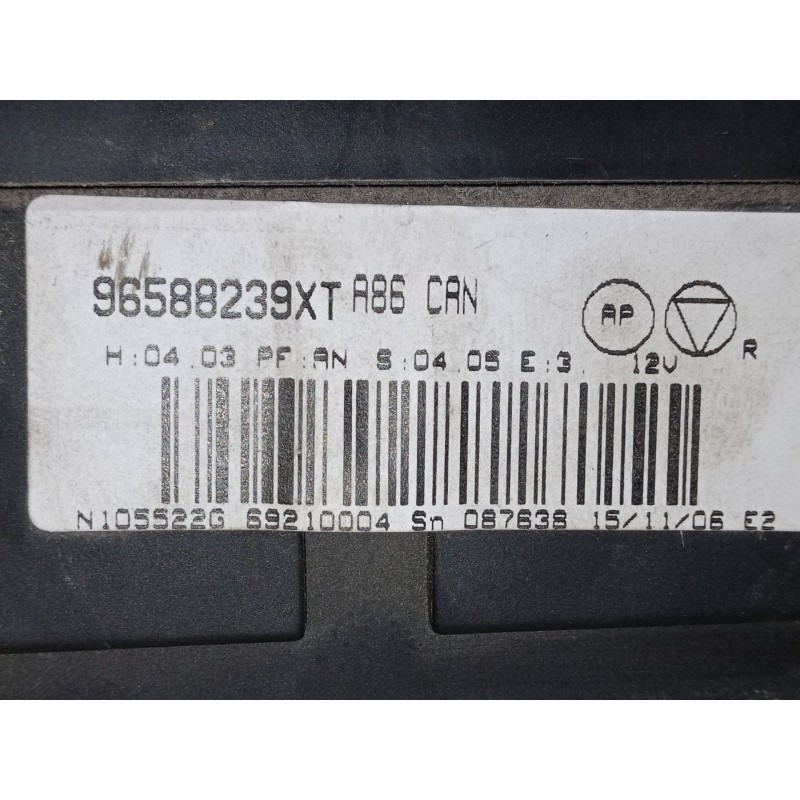 96588239XT A86 CAN AP
H:04.03 PF:AN S:04.05 E:3. 12V R
N105522G 69210004 Sn 087638 15/11/06 E2